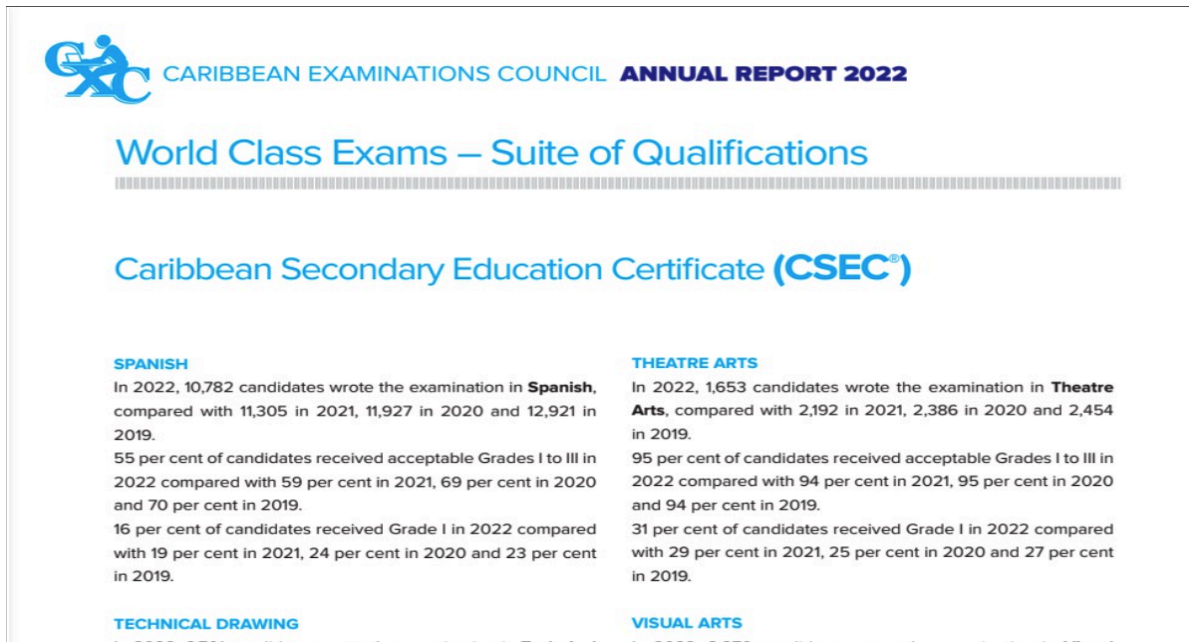 CXC
CARIBBEAN EXAMINATIONS COUNCIL ANNUAL REPORT 2022
World Class Exams – Suite of Qualifications
Caribbean Secondary Education Certificate (CSEC®)
SPANISH
In 2022, 10,782 candidates wrote the examination in Spanish,
compared with 11,305 in 2021, 11,927 in 2020 and 12,921 in
2019.
55 per cent of candidates received acceptable Grades I to III in
2022 compared with 59 per cent in 2021, 69 per cent in 2020
and 70 per cent in 2019.
16 per cent of candidates received Grade I in 2022 compared
with 19 per cent in 2021, 24 per cent in 2020 and 23 per cent
in 2019.
TECHNICAL DRAWING
THEATRE ARTS
In 2022, 1,653 candidates wrote the examination in Theatre
Arts, compared with 2,192 in 2021, 2,386 in 2020 and 2,454
in 2019.
95 per cent of candidates received acceptable Grades I to III in
2022 compared with 94 per cent in 2021, 95 per cent in 2020
and 94 per cent in 2019.
31 per cent of candidates received Grade I in 2022 compared
with 29 per cent in 2021, 25 per cent in 2020 and 27 per cent
in 2019.
VISUAL ARTS